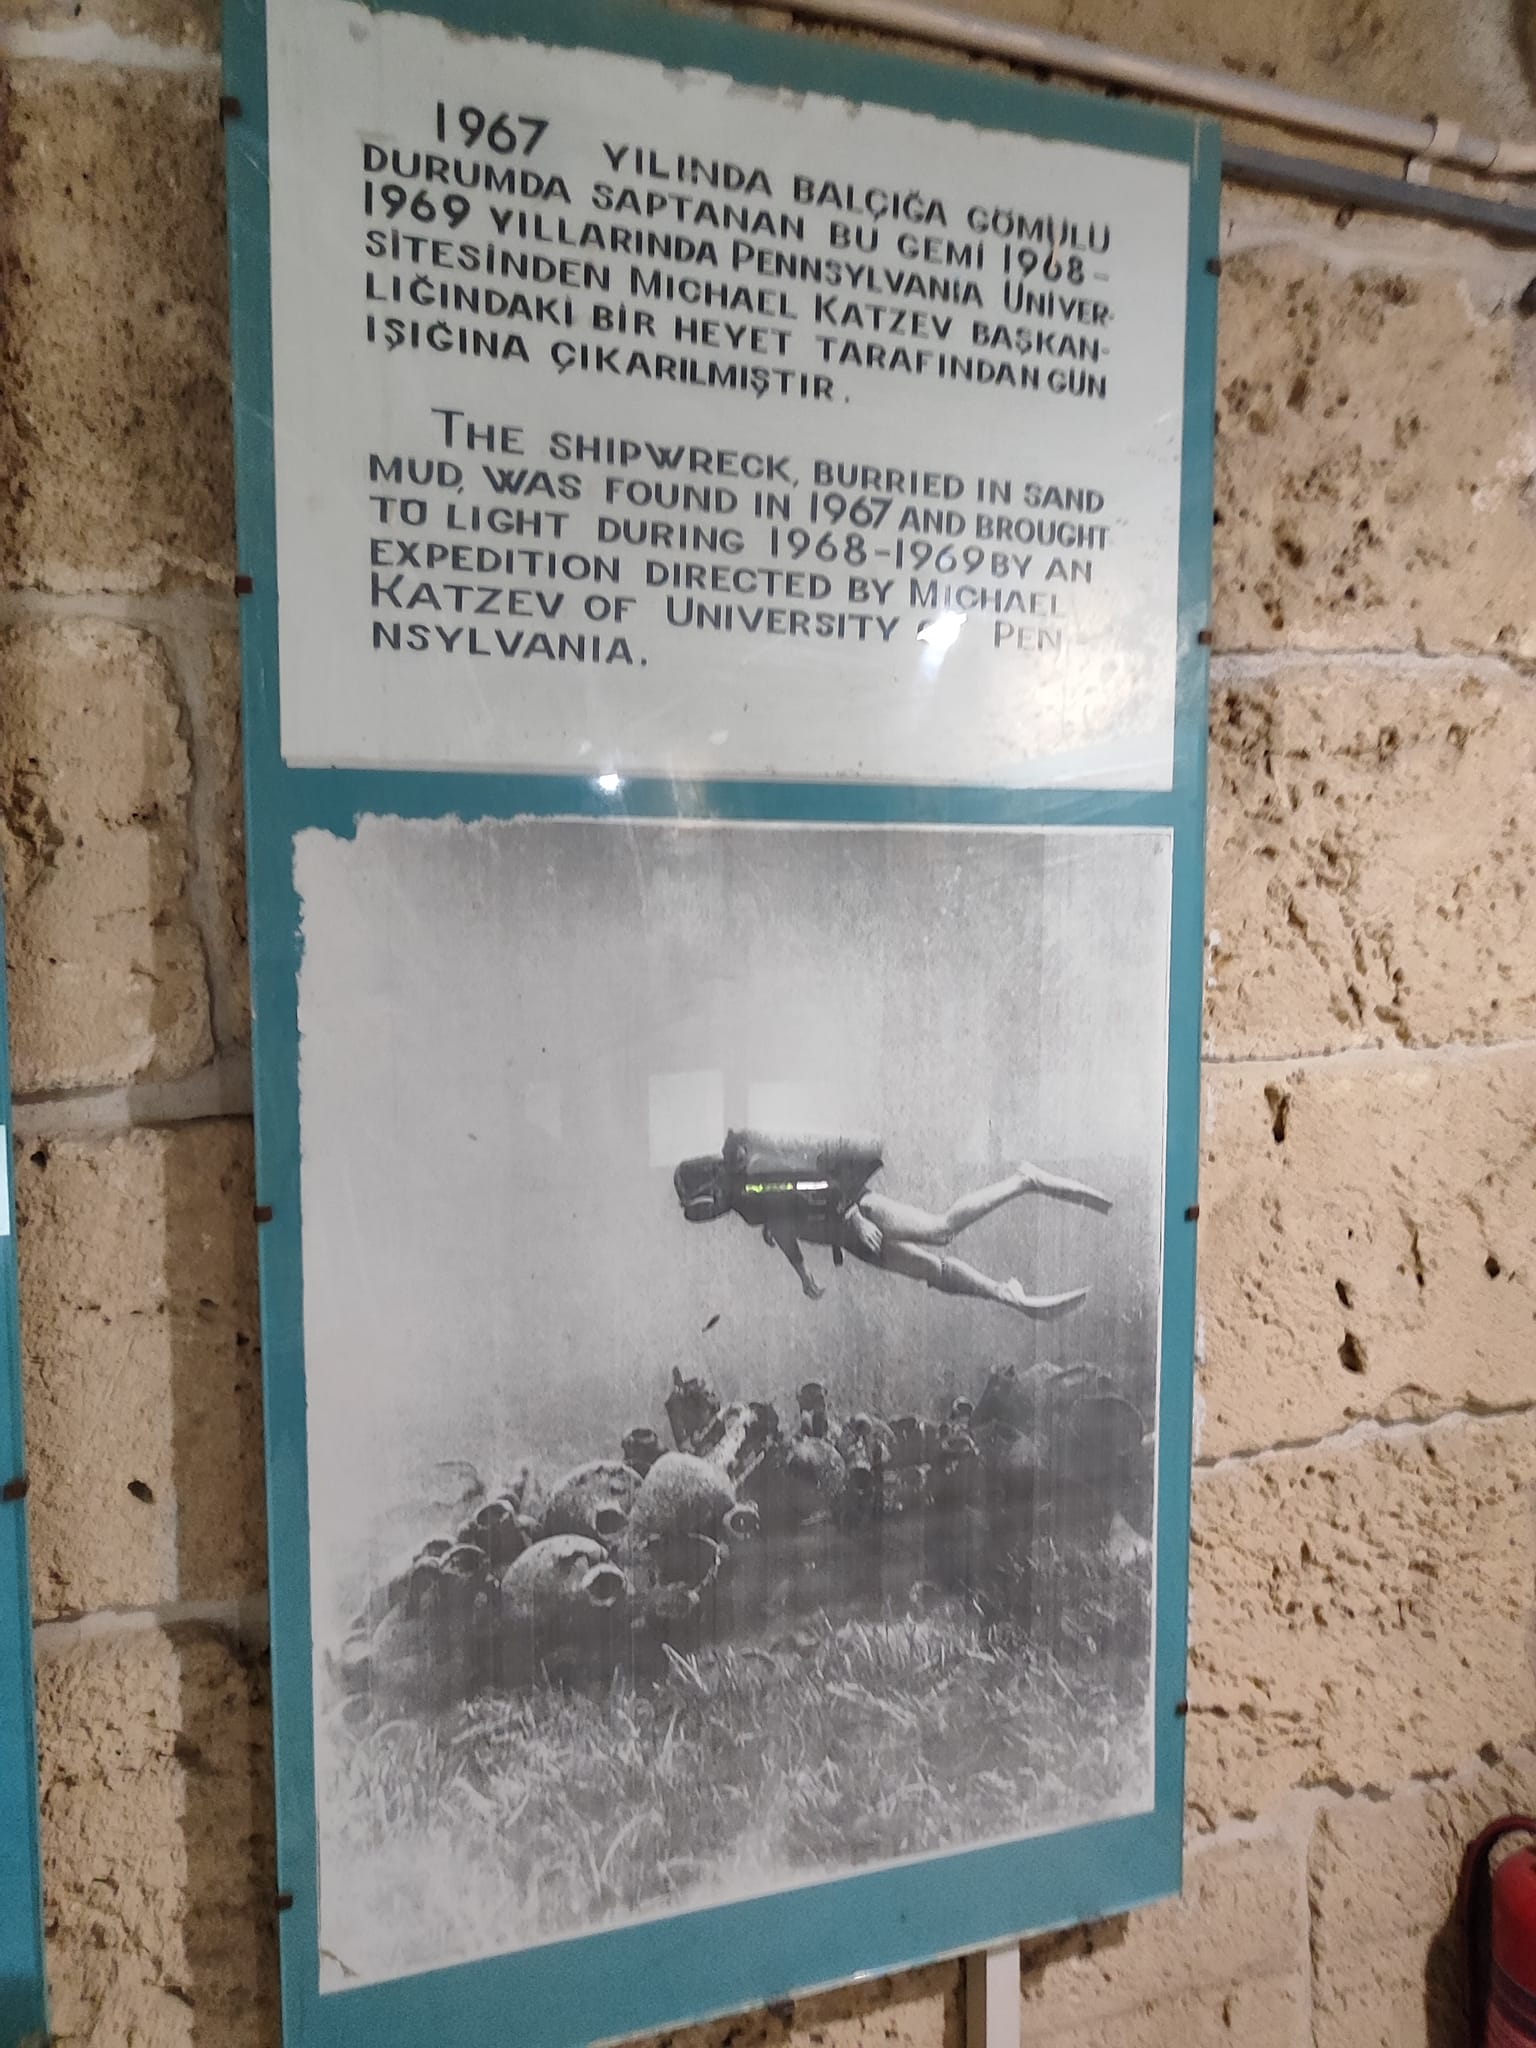 1967 YILINDA BALÇIĞA GÖMÜLÜ
DURUMDA SAPTANAN BU GEMİ 1968-
1969 YILLARINDA PENNSYLVANIA ÜNİVER-
SİTESİNDEN MICHAEL KATZEV BAŞKAN-
LIĞINDAKİ BİR HEYET TARAFINDAN GÜN
IŞIĞINA ÇIKARILMIŞTIR.
THE SHIPWRECK, BURRIED IN SAND
MUD, WAS FOUND IN 1967 AND BROUGHT
TO LIGHT DURING 1968-1969 BY AN
EXPEDITION DIRECTED BY MICHAEL
KATZEV OF UNIVERSITY PEN
NSYLVANIA.